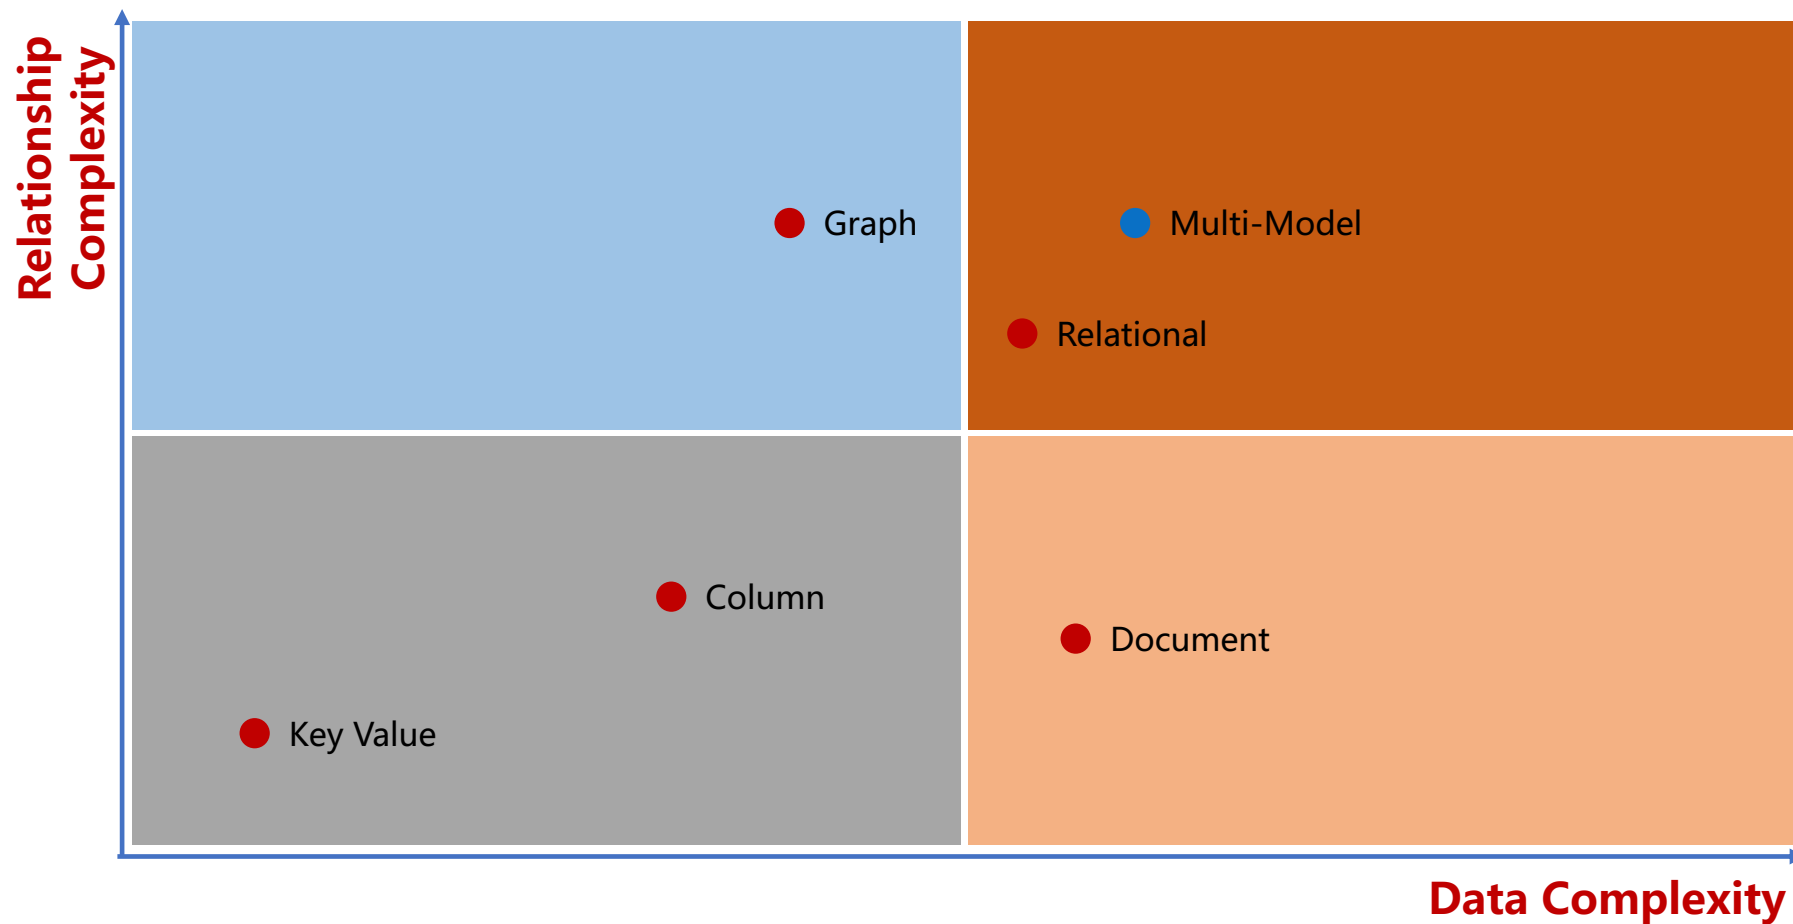 Relationship
Complexity
Graph
Multi-Model
Relational
Column
Document
Key Value
Data Complexity